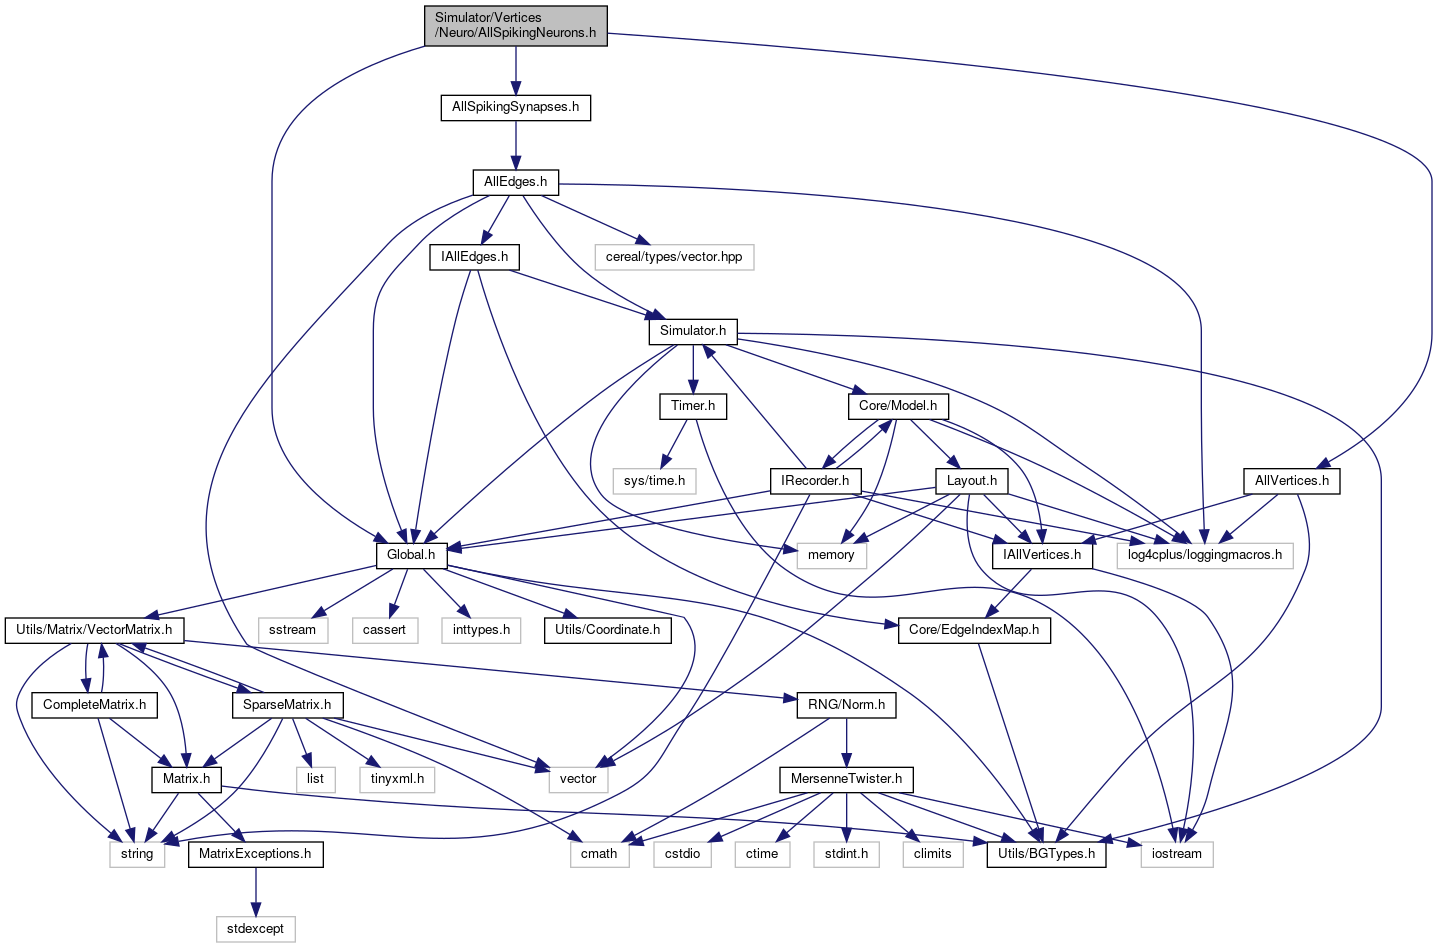 Simulator/Vertices
/Neuro/AllSpikingNeurons.h
AllSpikingSynapses.h
AllEdges.h
IAllEdges.h
cereal/types/vector.hpp
Simulator.h
Timer.h
Core/Model.h
sys/time.h
IRecorder.h
Layout.h
AllVertices.h
Global.h
memory
IAllVertices.h
log4cplus/loggingmacros.h
Utils/Matrix/VectorMatrix.h
sstream
cassert
inttypes.h
Utils/Coordinate.h
Core/EdgeIndexMap.h
CompleteMatrix.h
SparseMatrix.h
RNG/Norm.h
Matrix.h
list
tinyxml.h
vector
MersenneTwister.h
string
MatrixExceptions.h
cmath
cstdio
ctime
stdint.h
climits
Utils/BGTypes.h
iostream
stdexcept